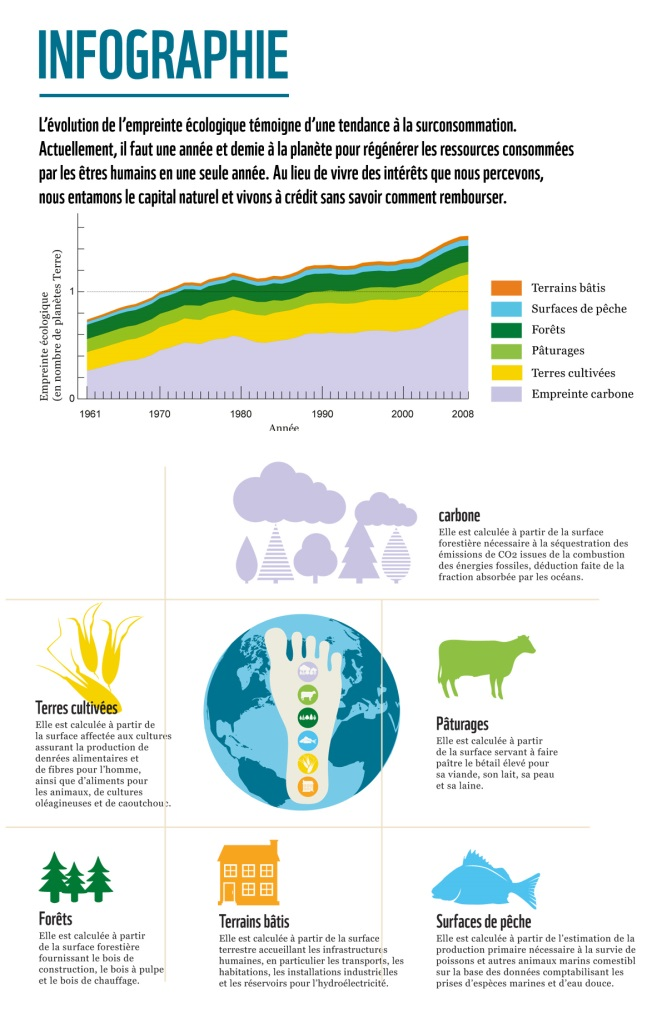 INFOGRAPHIE
L'évolution de l'empreinte écologique témoigne d'une tendance à la surconsommation.
Actuellement, il faut une année et demie à la planète pour régénérer les ressources consommées
par les êtres humains en une seule année. Au lieu de vivre des intérêts que nous percevons,
nous entamons le capital naturel et vivons à crédit sans savoir comment rembourser.
Empreinte écologique
(en nombre de planètes Terre)
1
0
1961 1970 1980 1990 2000 2008
Année
Terrains bâtis
Surfaces de pêche
Forêts
Pâturages
Terres cultivées
Empreinte carbone
carbone
Elle est calculée à partir de la surface
forestière nécessaire à la séquestration des
émissions de CO2 issues de la combustion
des énergies fossiles, déduction faite de la
fraction absorbée par les océans.
Terres cultivées
Elle est calculée à partir de
la surface affectée aux cultures
assurant la production de
denrées alimentaires et
de fibres pour l'homme,
ainsi que d'aliments pour
les animaux, de cultures
oléagineuses et de caoutchouc.
Pâturages
Elle est calculée à partir
de la surface servant à faire
paître le bétail élevé pour
sa viande, son lait, sa peau
et sa laine.
Forêts
Elle est calculée à partir
de la surface forestière
fournissant le bois de
construction, le bois à pulpe
et le bois de chauffage.
Terrains bâtis
Elle est calculée à partir de la surface
terrestre accueillant les infrastructures
humaines, en particulier les transports, les
habitations, les installations industrielles
et les réservoirs pour l'hydroélectricité.
Surfaces de pêche
Elle est calculée à partir de l'estimation de la
production primaire nécessaire à la survie de
poissons et autres animaux marins comestibl
sur la base des données comptabilisant les
prises d'espèces marines et d'eau douce.